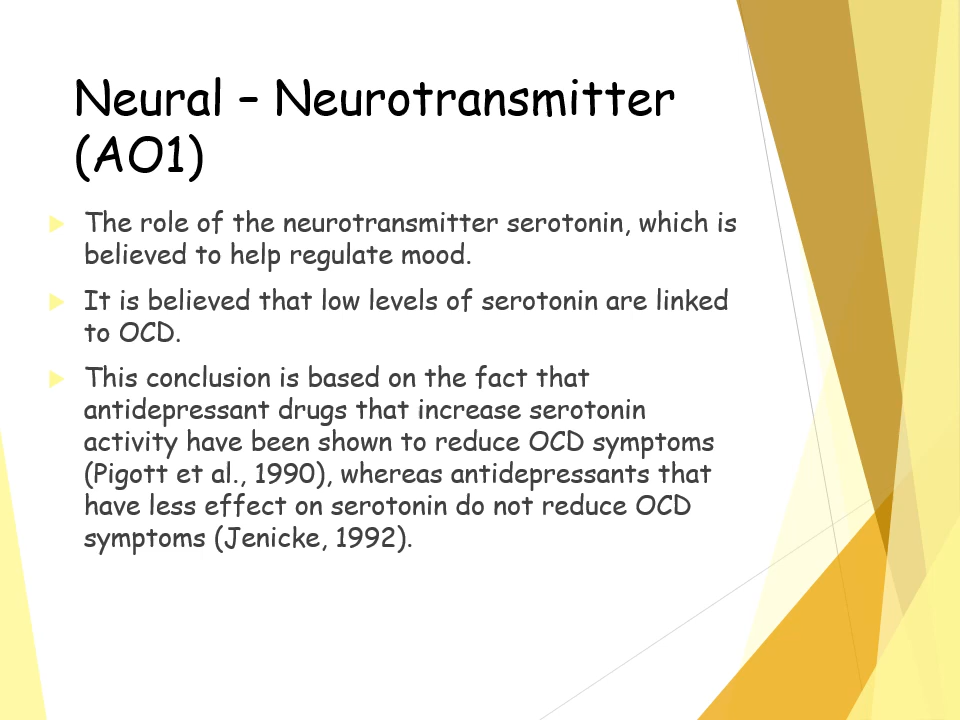 Neural – Neurotransmitter
(AO1)
The role of the neurotransmitter serotonin, which is
believed to help regulate mood.
It is believed that low levels of serotonin are linked
to OCD.
This conclusion is based on the fact that
antidepressant drugs that increase serotonin
activity have been shown to reduce OCD symptoms
(Pigott et al., 1990), whereas antidepressants that
have less effect on serotonin do not reduce OCD
symptoms (Jenicke, 1992).